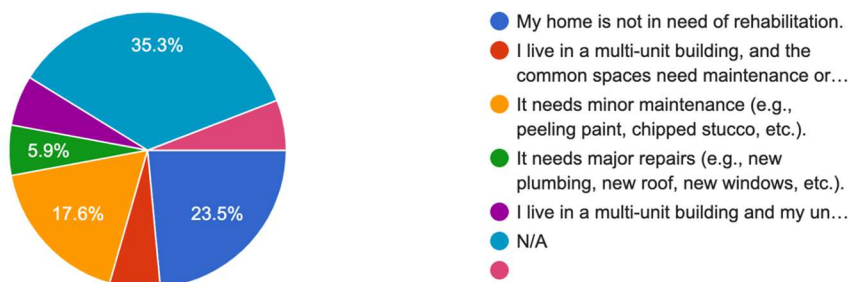 35.3%
5.9%
17.6%
23.5%
My home is not in need of rehabilitation.
I live in a multi-unit building, and the
common spaces need maintenance or…
It needs minor maintenance (e.g.,
peeling paint, chipped stucco, etc.).
It needs major repairs (e.g., new
plumbing, new roof, new windows, etc.).
I live in a multi-unit building and my un…
N/A